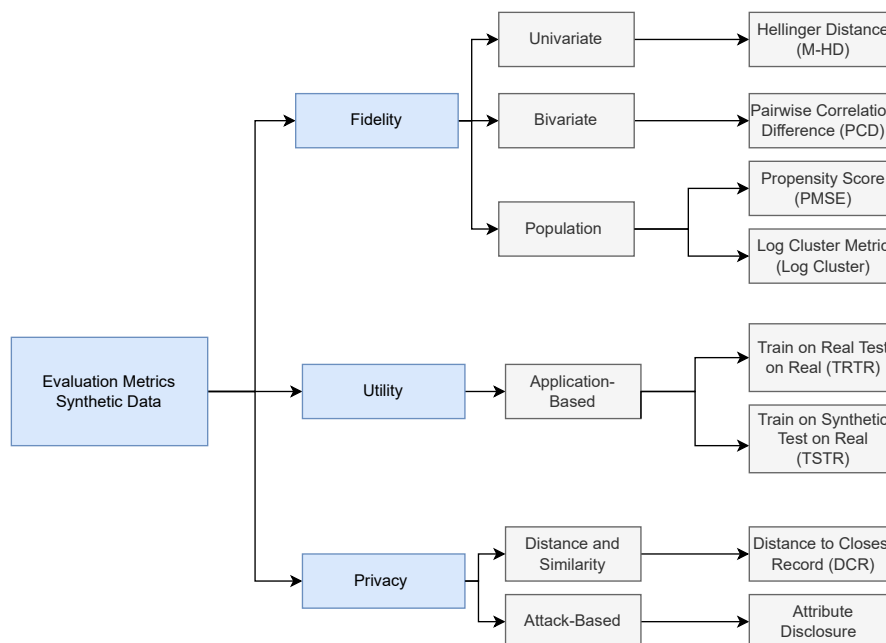 Evaluation Metrics
Synthetic Data
Fidelity
Univariate
Hellinger Distance
(M-HD)
Bivariate
Pairwise Correlation
Difference (PCD)
Population
Propensity Score
(PMSE)
Log Cluster Metric
(Log Cluster)
Utility
Application-
Based
Train on Real Test
on Real (TRTR)
Train on Synthetic
Test on Real
(TSTR)
Privacy
Distance and
Similarity
Distance to Closes
Record (DCR)
Attack-Based
Attribute
Disclosure